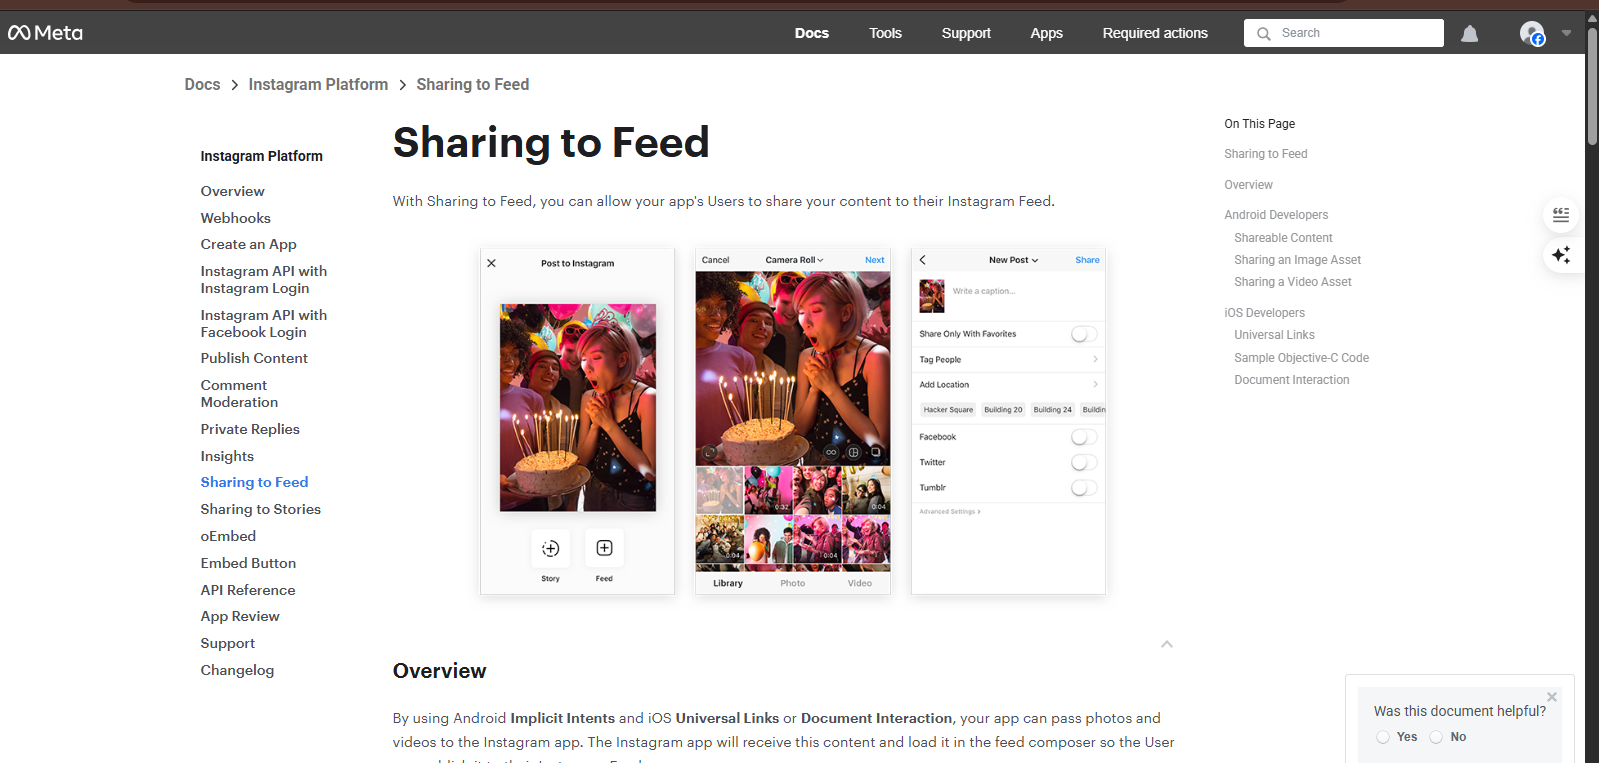 Meta
Docs
Tools
Support
Apps
Required actions
Search
Docs > Instagram Platform > Sharing to Feed
Instagram Platform
Overview
Webhooks
Create an App
Instagram API with
Instagram Login
Instagram API with
Facebook Login
Publish Content
Comment
Moderation
Private Replies
Insights
Sharing to Feed
Sharing to Stories
oEmbed
Embed Button
API Reference
App Review
Support
Changelog
Sharing to Feed
With Sharing to Feed, you can allow your app's Users to share your content to their Instagram Feed.
Post to Instagram
Story
Feed
Cancel
Camera Roll
Next
0:32
0:04
0:04
0:04
Library
Photo
Video
New Post
Share
Write a caption...
Share Only With Favorites
Tag People
Add Location
Hacker Square
Building 20
Building 24
Buildin
Facebook
Twitter
Tumblr
Advanced Settings
Overview
By using Android Implicit Intents and iOS Universal Links or Document Interaction, your app can pass photos and
videos to the Instagram app. The Instagram app will receive this content and load it in the feed composer so the User
On This Page
Sharing to Feed
Overview
Android Developers
Shareable Content
Sharing an Image Asset
Sharing a Video Asset
iOS Developers
Universal Links
Sample Objective-C Code
Document Interaction
Was this document helpful?
Yes
No